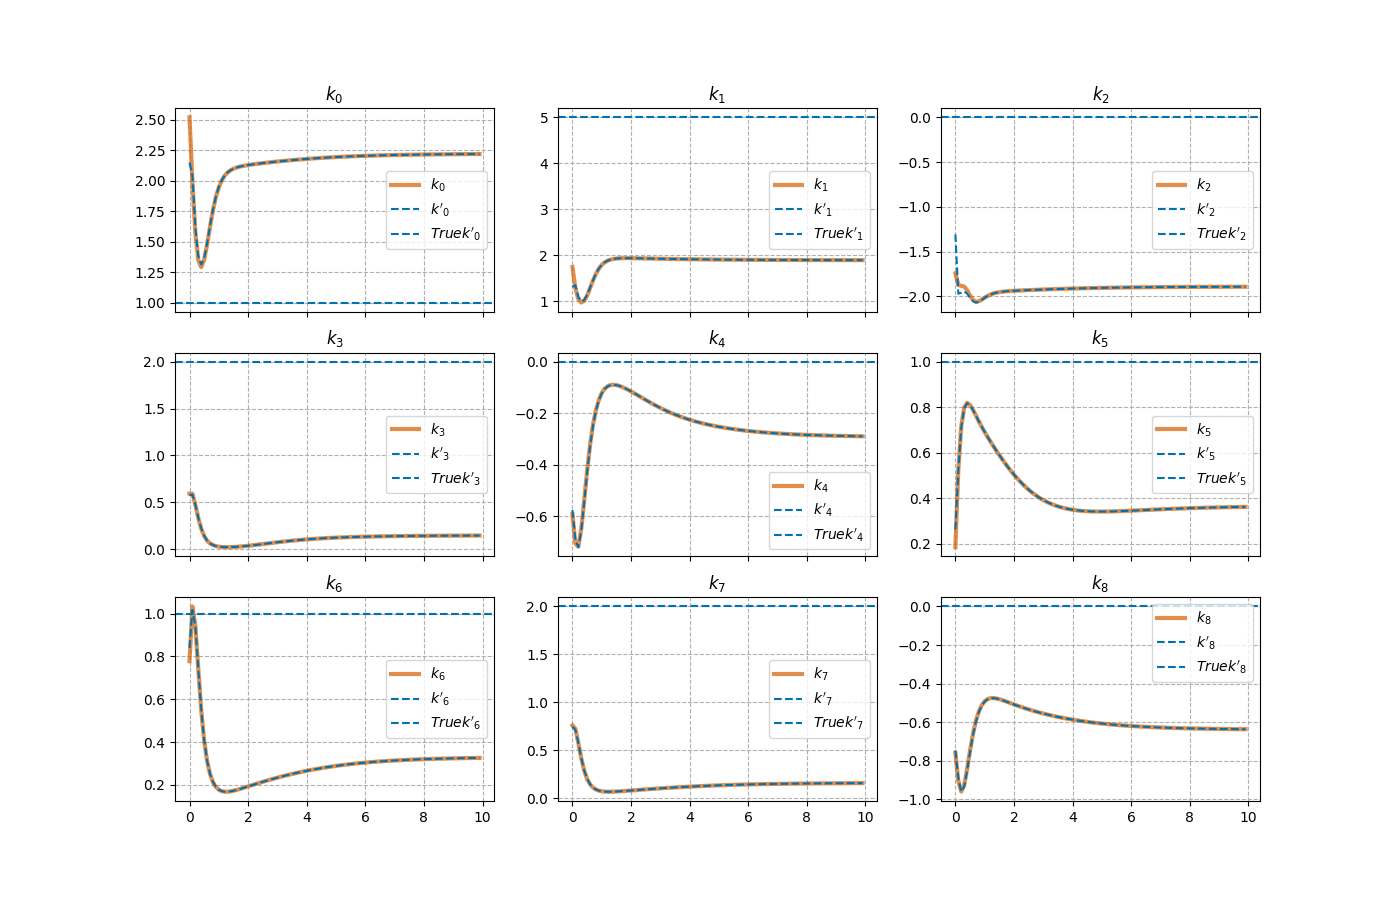 k₀
2.50
2.25
2.00
1.75
1.50
1.25
1.00
k₀
k'₀
Truek'₀
k₁
5
4
3
2
1
k₁
k'₁
Truek'₁
k₂
0.0
−0.5
−1.0
−1.5
−2.0
k₂
k'₂
Truek'₂
k₃
2.0
1.5
1.0
0.5
0.0
k₃
k'₃
Truek'₃
k₄
0.0
−0.2
−0.4
−0.6
k₄
k'₄
Truek'₄
k₅
1.0
0.8
0.6
0.4
0.2
k₅
k'₅
Truek'₅
k₆
1.0
0.8
0.6
0.4
0.2
k₆
k'₆
Truek'₆
0 2 4 6 8 10
k₇
2.0
1.5
1.0
0.5
0.0
k₇
k'₇
Truek'₇
0 2 4 6 8 10
k₈
0.0
−0.2
−0.4
−0.6
−0.8
−1.0
k₈
k'₈
Truek'₈
0 2 4 6 8 10